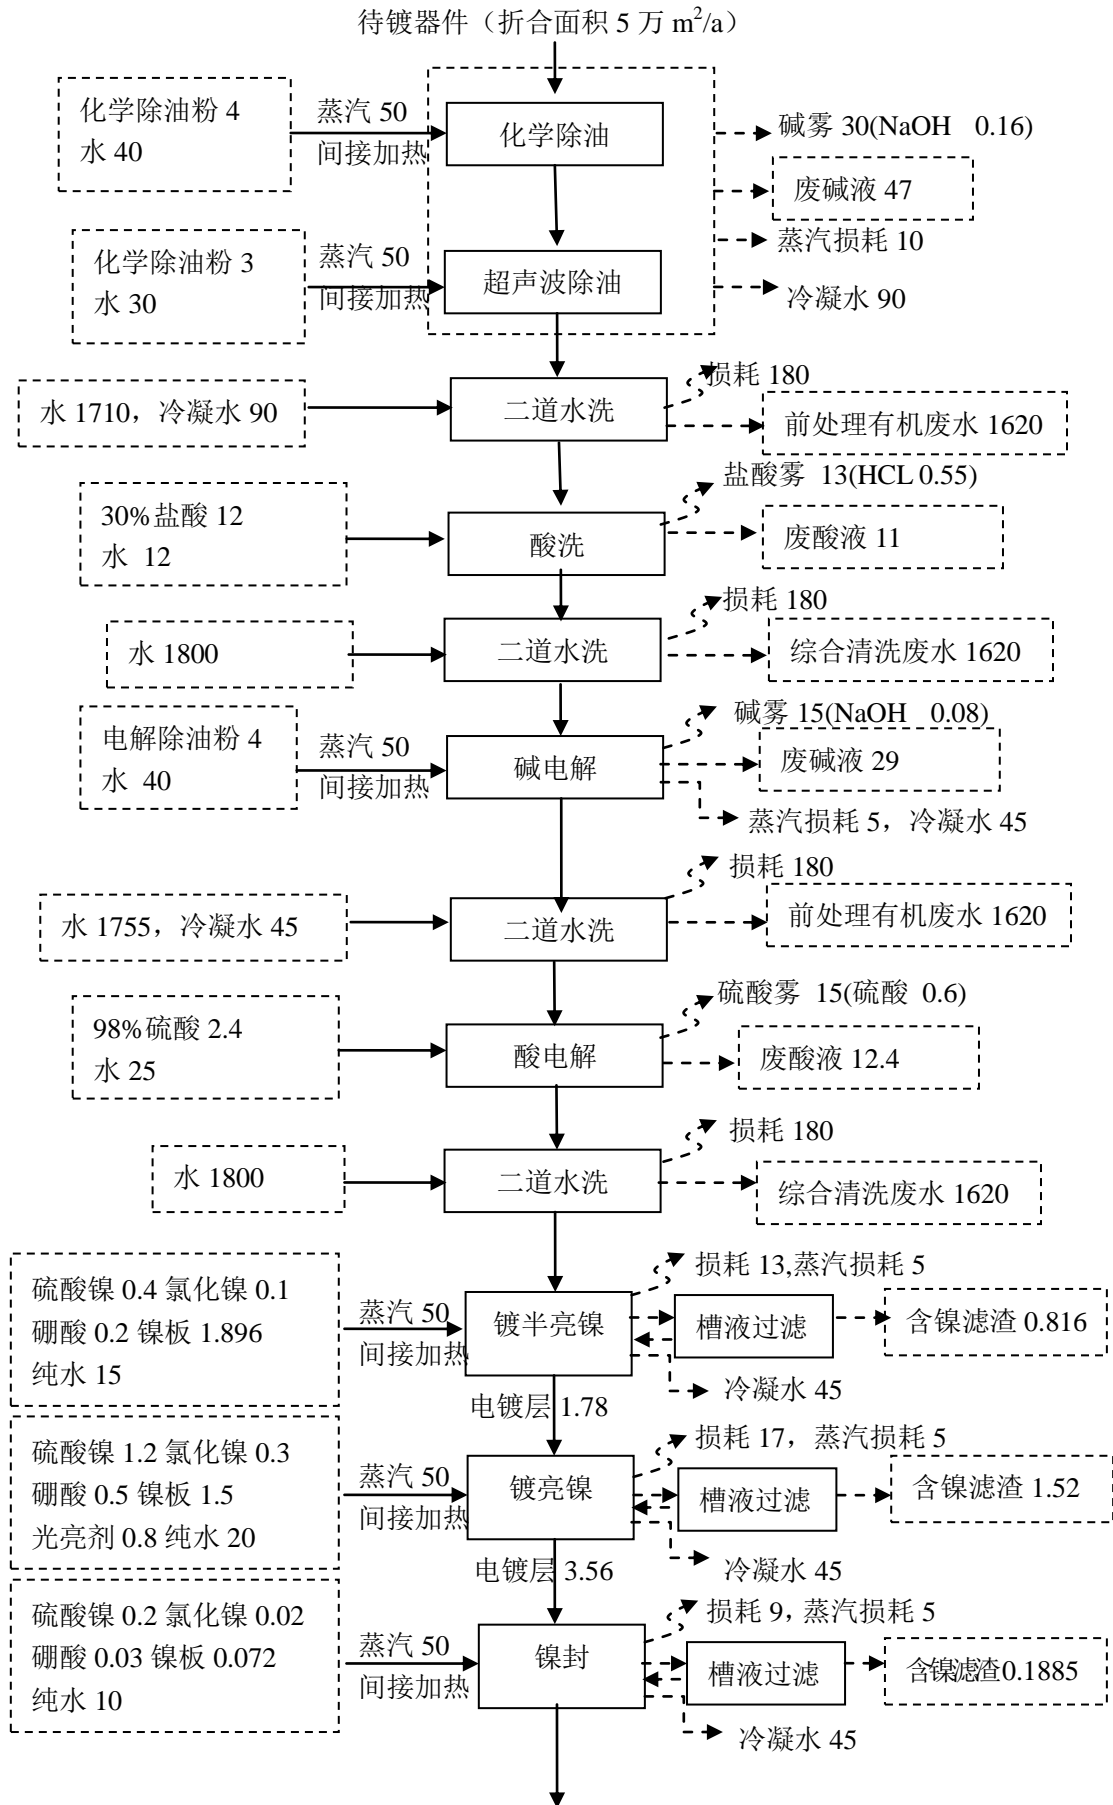 待镀器件（折合面积 5 万 m²/a）
化学除油粉 4
水 40
蒸汽 50
间接加热
化学除油
碱雾 30(NaOH 0.16)
废碱液 47
蒸汽损耗 10
冷凝水 90
化学除油粉 3
水 30
蒸汽 50
间接加热
超声波除油
水 1710，冷凝水 90
二道水洗
损耗 180
前处理有机废水 1620
30%盐酸 12
水 12
酸洗
盐酸雾 13(HCL 0.55)
废酸液 11
水 1800
二道水洗
损耗 180
综合清洗废水 1620
电解除油粉 4
水 40
蒸汽 50
间接加热
碱电解
碱雾 15(NaOH 0.08)
废碱液 29
蒸汽损耗 5，冷凝水 45
水 1755，冷凝水 45
二道水洗
损耗 180
前处理有机废水 1620
98%硫酸 2.4
水 25
酸电解
硫酸雾 15(硫酸 0.6)
废酸液 12.4
水 1800
二道水洗
损耗 180
综合清洗废水 1620
硫酸镍 0.4 氯化镍 0.1
硼酸 0.2 镍板 1.896
纯水 15
蒸汽 50
间接加热
镀半亮镍
损耗 13,蒸汽损耗 5
槽液过滤
含镍滤渣 0.816
冷凝水 45
电镀层 1.78
硫酸镍 1.2 氯化镍 0.3
硼酸 0.5 镍板 1.5
光亮剂 0.8 纯水 20
蒸汽 50
间接加热
镀亮镍
损耗 17，蒸汽损耗 5
槽液过滤
含镍滤渣 1.52
冷凝水 45
电镀层 3.56
硫酸镍 0.2 氯化镍 0.02
硼酸 0.03 镍板 0.072
纯水 10
蒸汽 50
间接加热
镍封
损耗 9，蒸汽损耗 5
槽液过滤
含镍滤渣 0.1885
冷凝水 45